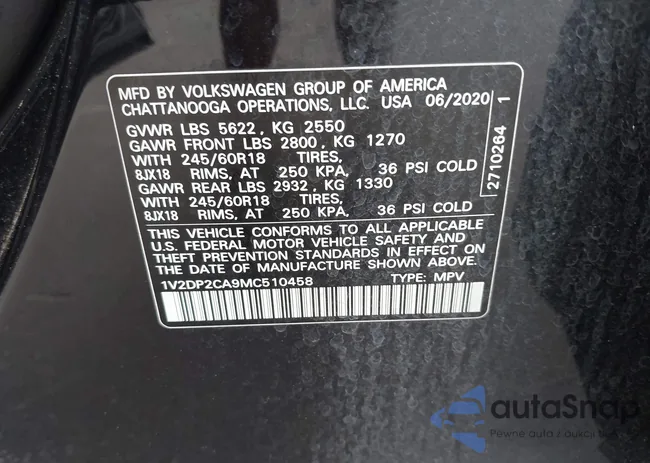 MFD BY VOLKSWAGEN GROUP OF AMERICA
CHATTANOOGA OPERATIONS, LLC. USA 06/2020
GVWR LBS 5622, KG 2550
GAWR FRONT LBS 2800, KG 1270
WITH 245/60R18 TIRES,
8JX18 RIMS, AT 250 KPA, 36 PSI COLD
GAWR REAR LBS 2932, KG 1330
WITH 245/60R18 TIRES,
8JX18 RIMS, AT 250 KPA, 36 PSI COLD
THIS VEHICLE CONFORMS TO ALL APPLICABLE
U.S. FEDERAL MOTOR VEHICLE SAFETY AND
THEFT PREVENTION STANDARDS IN EFFECT ON
THE DATE OF MANUFACTURE SHOWN ABOVE.
1V2DP2CA9MC510458 TYPE: MPV
2710264 1
autaSnap
Pewne auta z aukcji